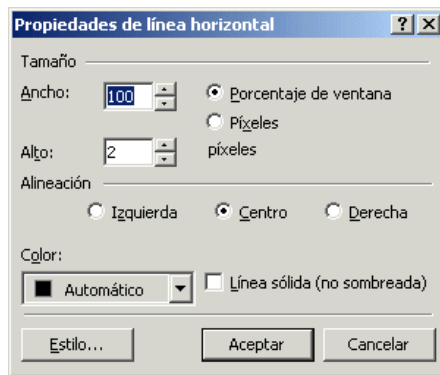 Propiedades de línea horizontal
Tamaño
Ancho: 100 Porcentaje de ventana
Píxeles
Alto: 2 píxeles
Alineación
Izquierda Centro Derecha
Color:
Automático Línea sólida (no sombreada)
Estilo... Aceptar Cancelar